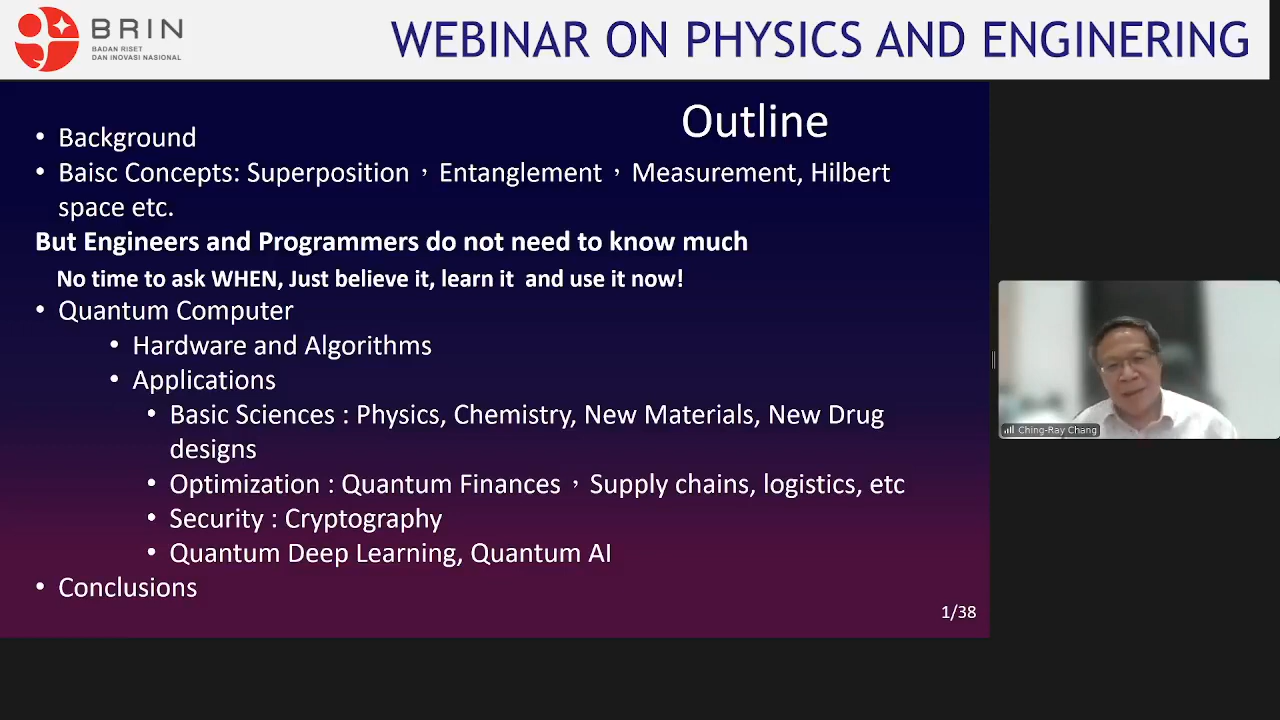 BRIN
BADAN RISET
DAN INOVASI NASIONAL
WEBINAR ON PHYSICS AND ENGINERING
Outline
• Background
• Baisc Concepts: Superposition，Entanglement，Measurement, Hilbert
space etc.
But Engineers and Programmers do not need to know much
No time to ask WHEN, Just believe it, learn it and use it now!
• Quantum Computer
• Hardware and Algorithms
• Applications
• Basic Sciences : Physics, Chemistry, New Materials, New Drug
designs
• Optimization : Quantum Finances，Supply chains, logistics, etc
• Security : Cryptography
• Quantum Deep Learning, Quantum AI
• Conclusions
1/38
Ching-Ray Chang